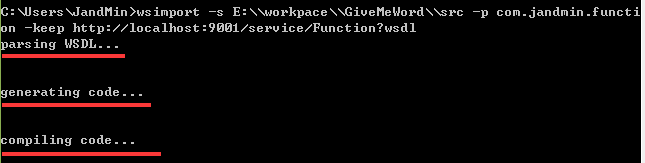 C:\Users\JandMin>wsimport -s E:\\workpace\\GiveMeWord\\src -p com.jandmin.functi
on -keep http://localhost:9001/service/Function?wsdl
parsing WSDL...
generating code...
compiling code...